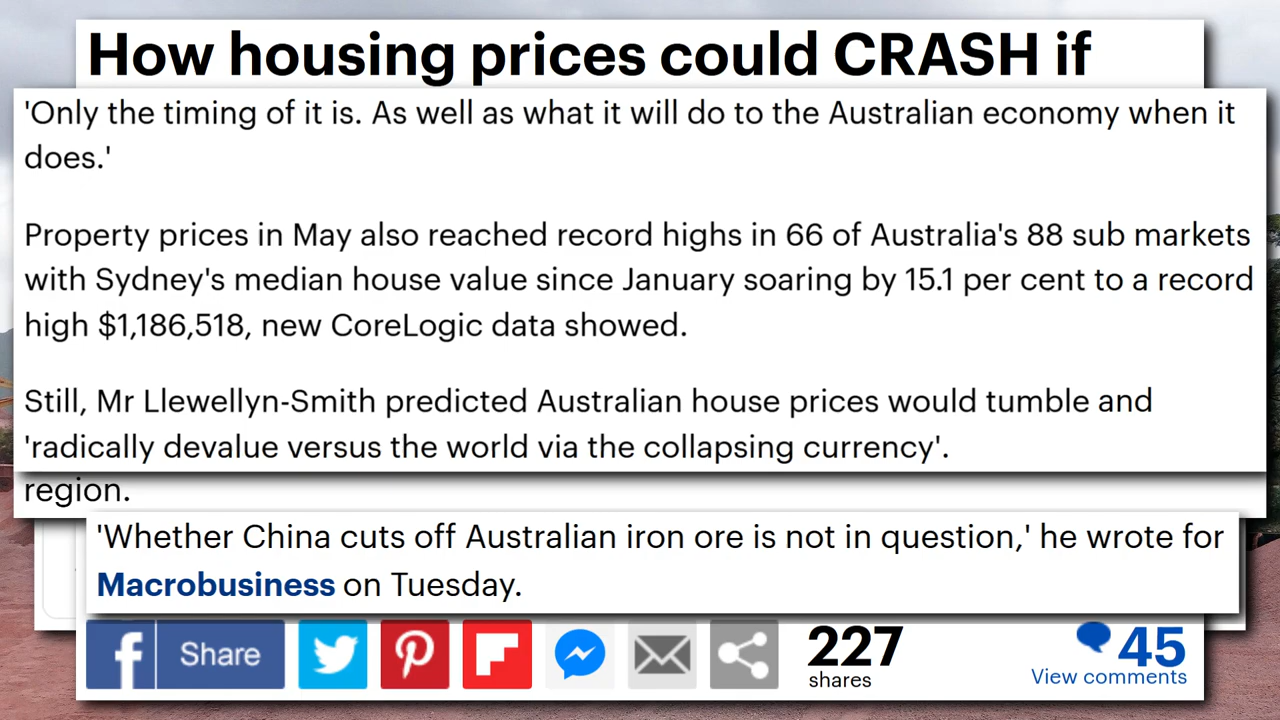 How housing prices could CRASH if
'Only the timing of it is. As well as what it will do to the Australian economy when it
does.'
Property prices in May also reached record highs in 66 of Australia's 88 sub markets
with Sydney's median house value since January soaring by 15.1 per cent to a record
high $1,186,518, new CoreLogic data showed.
Still, Mr Llewellyn-Smith predicted Australian house prices would tumble and
'radically devalue versus the world via the collapsing currency'.
region.
'Whether China cuts off Australian iron ore is not in question,' he wrote for
Macrobusiness on Tuesday.
Share
227
shares
45
View comments